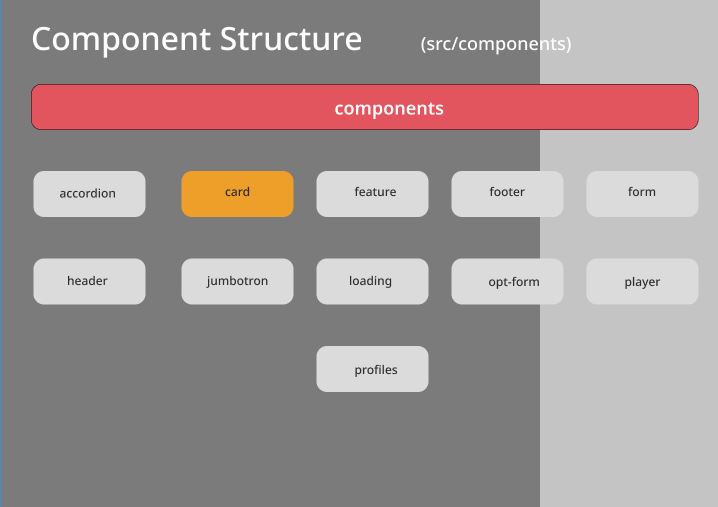 Component Structure (src/components)
components
accordion card feature footer form
header jumbotron loading opt-form player
profiles